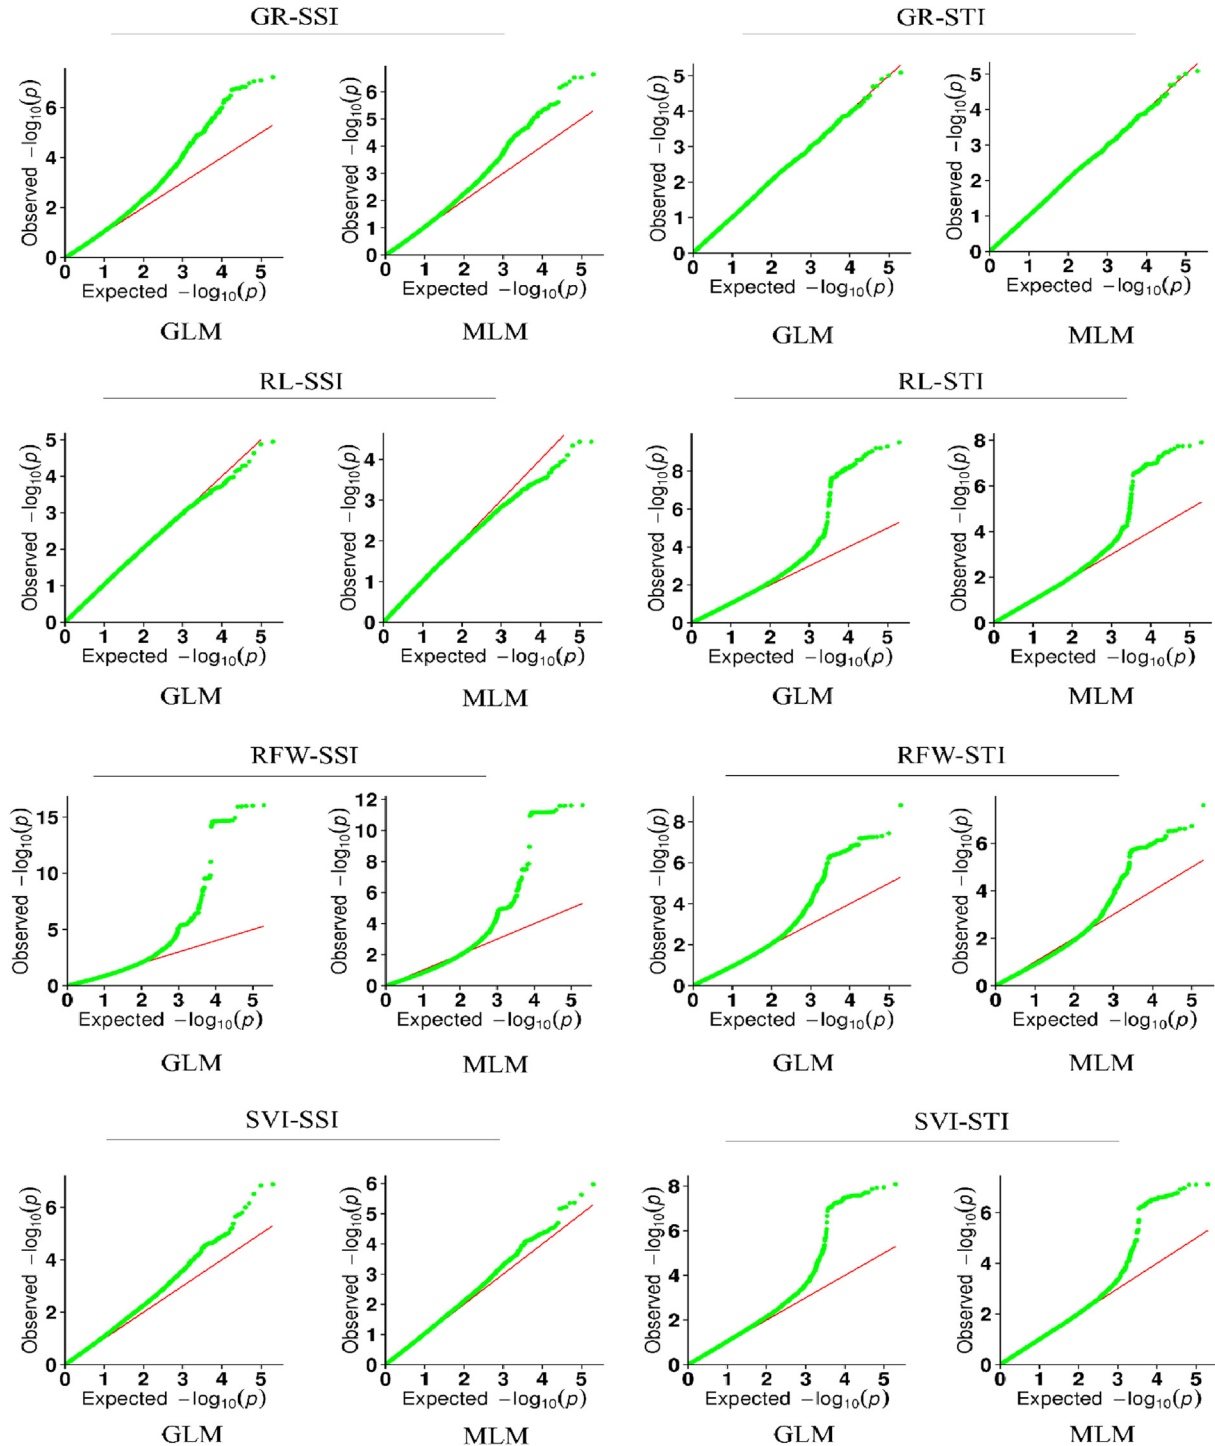 GR-SSI
GR-STI
Observed −log10(p)
6
4
2
0
0 1 2 3 4 5
Expected −log10(p)
GLM
Observed −log10(p)
6
5
4
3
2
1
0
0 1 2 3 4 5
Expected −log10(p)
MLM
Observed −log10(p)
5
4
3
2
1
0
0 1 2 3 4 5
Expected −log10(p)
GLM
Observed −log10(p)
5
4
3
2
1
0
0 1 2 3 4 5
Expected −log10(p)
MLM
RL-SSI
RL-STI
Observed −log10(p)
5
4
3
2
1
0
0 1 2 3 4 5
Expected −log10(p)
GLM
Observed −log10(p)
4
3
2
1
0
0 1 2 3 4 5
Expected −log10(p)
MLM
Observed −log10(p)
8
6
4
2
0
0 1 2 3 4 5
Expected −log10(p)
GLM
Observed −log10(p)
8
6
4
2
0
0 1 2 3 4 5
Expected −log10(p)
MLM
RFW-SSI
RFW-STI
Observed −log10(p)
15
10
5
0
0 1 2 3 4 5
Expected −log10(p)
GLM
Observed −log10(p)
12
10
8
6
4
2
0
0 1 2 3 4 5
Expected −log10(p)
MLM
Observed −log10(p)
8
6
4
2
0
0 1 2 3 4 5
Expected −log10(p)
GLM
Observed −log10(p)
6
4
2
0
0 1 2 3 4 5
Expected −log10(p)
MLM
SVI-SSI
SVI-STI
Observed −log10(p)
6
4
2
0
0 1 2 3 4 5
Expected −log10(p)
GLM
Observed −log10(p)
6
5
4
3
2
1
0
0 1 2 3 4 5
Expected −log10(p)
MLM
Observed −log10(p)
8
6
4
2
0
0 1 2 3 4 5
Expected −log10(p)
GLM
Observed −log10(p)
6
4
2
0
0 1 2 3 4 5
Expected −log10(p)
MLM